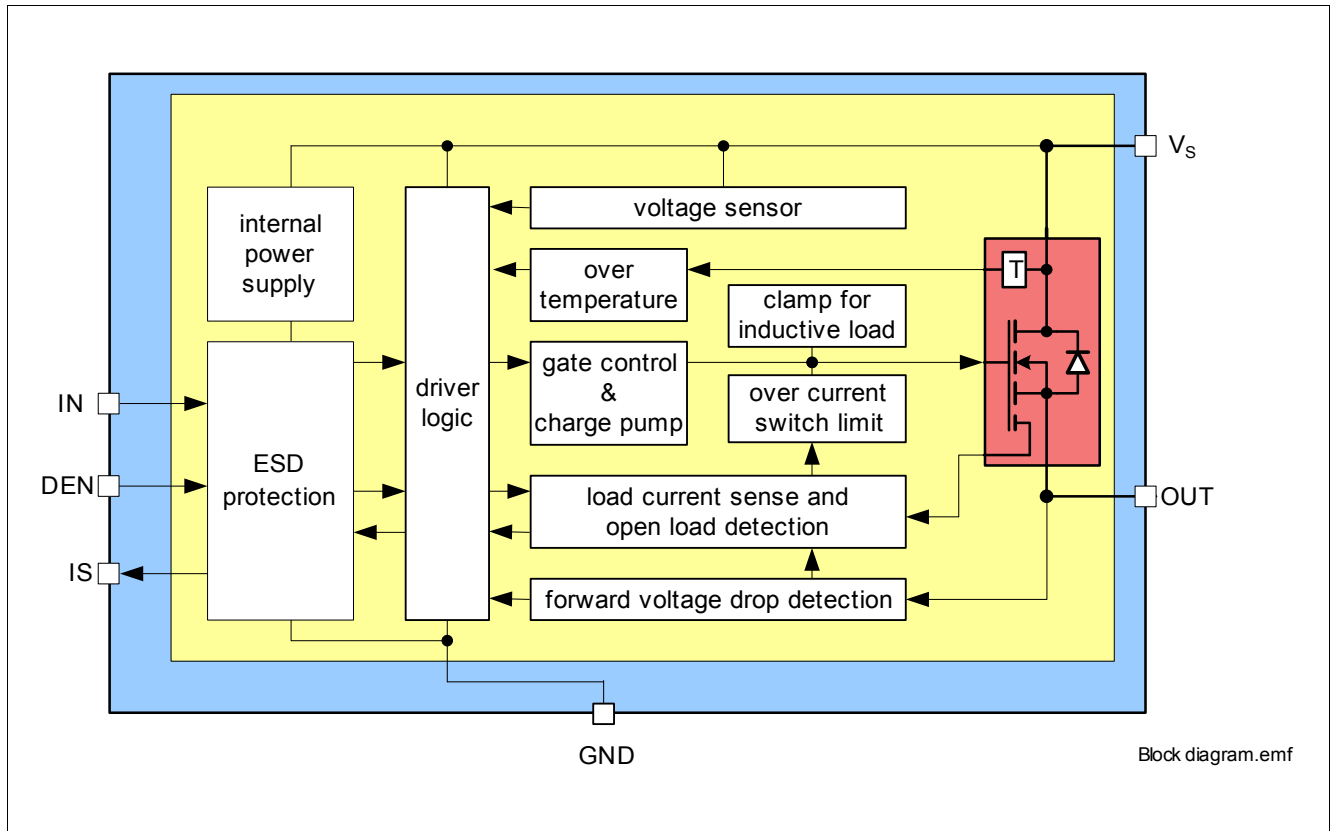 V_S
voltage sensor
internal
power
supply
over
temperature
T
clamp for
inductive load
gate control
&
charge pump
driver
logic
over current
switch limit
IN
ESD
protection
DEN
load current sense and
open load detection
OUT
IS
forward voltage drop detection
GND
Block diagram.emf